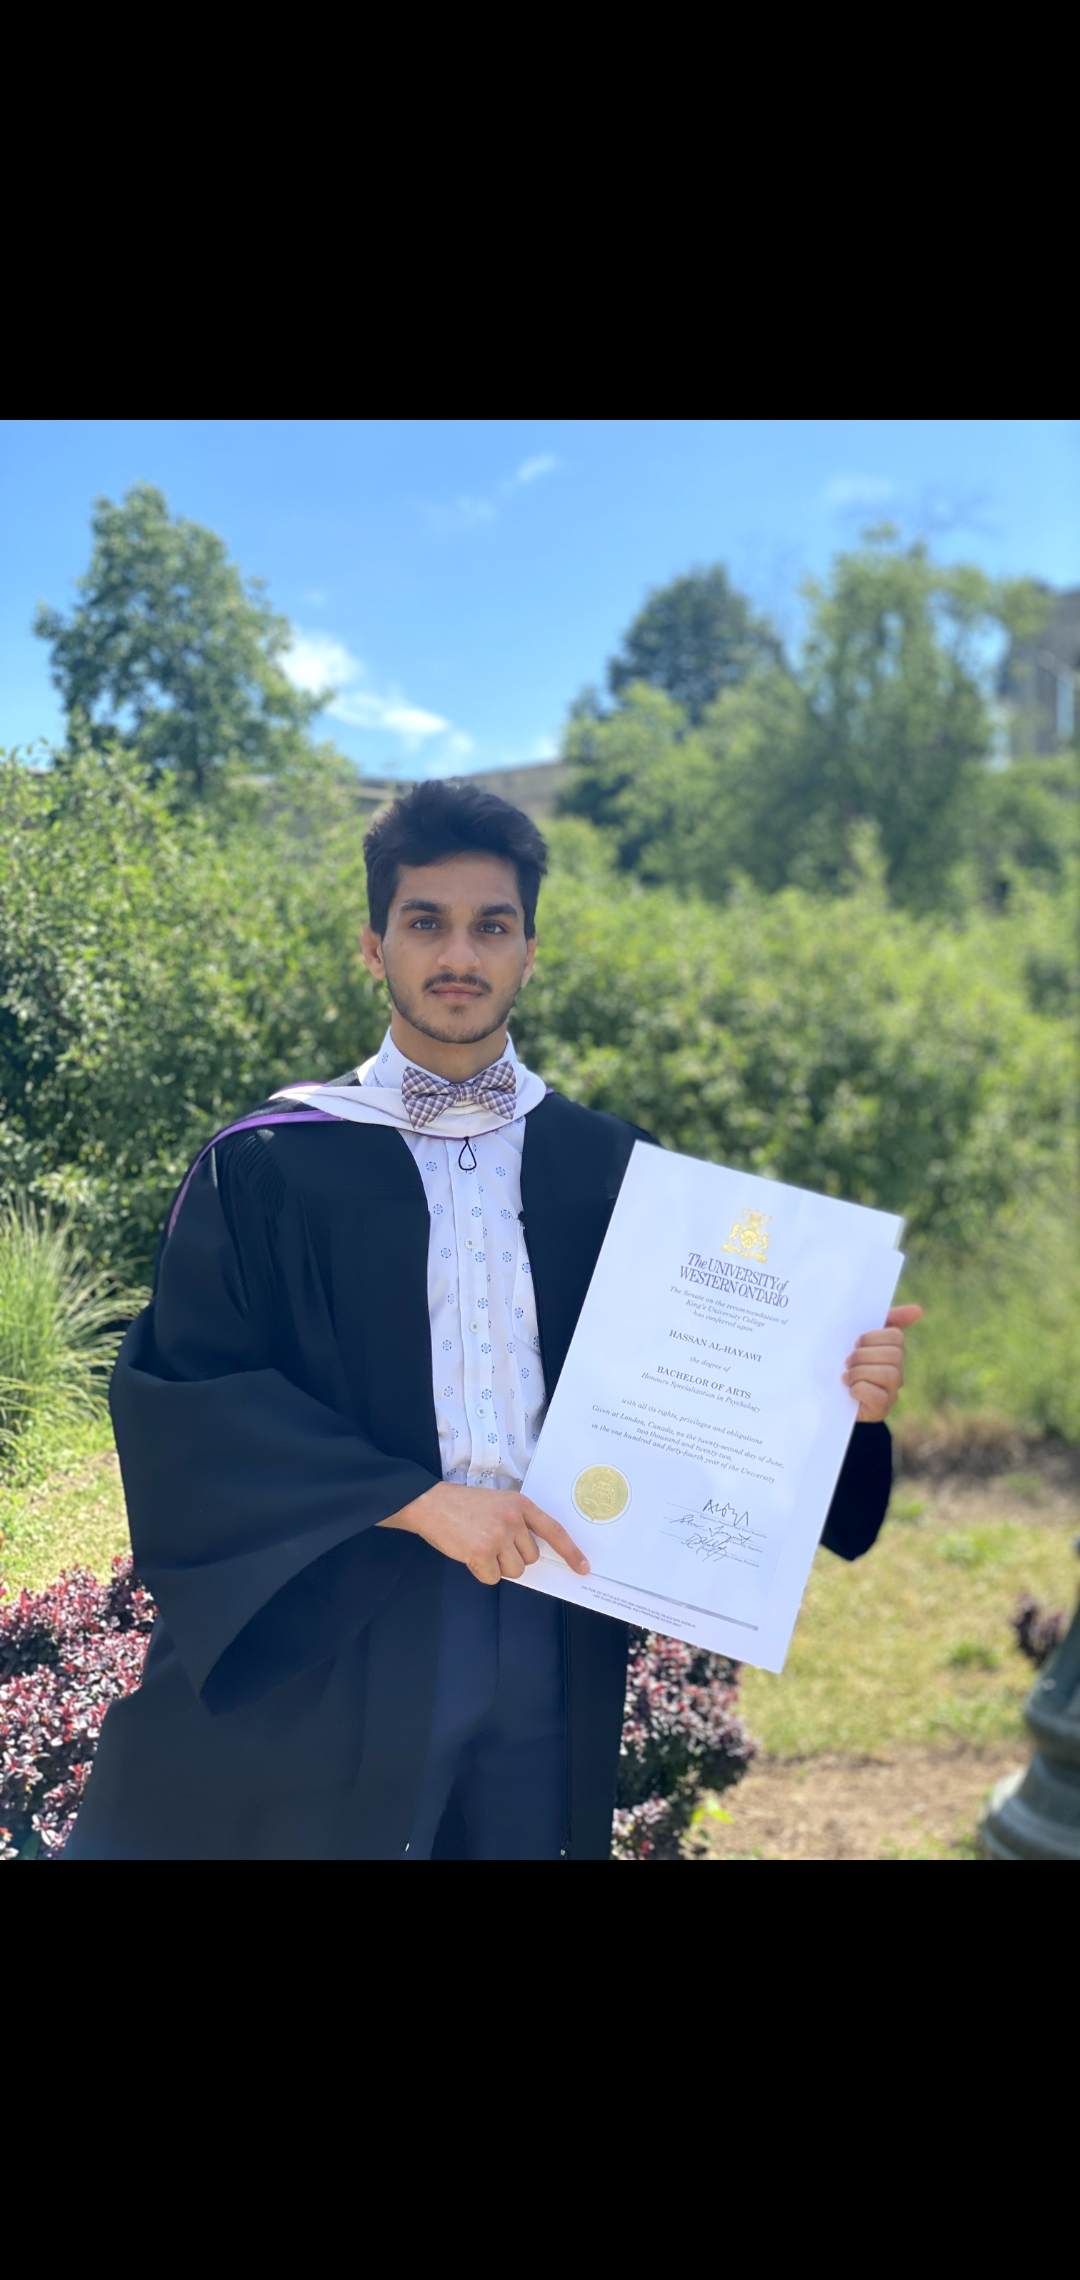 The UNIVERSITY of
WESTERN ONTARIO
The Senate on the recommendation of
King's University College
has conferred upon
HASSAN AL-HAYAWI
the degree of
BACHELOR OF ARTS
Honours Specialization in Psychology
with all its rights, privileges and obligations
Given at London, Canada, on the twenty-second day of June,
two thousand and twenty-two,
in the one hundred and forty-fourth year of the University